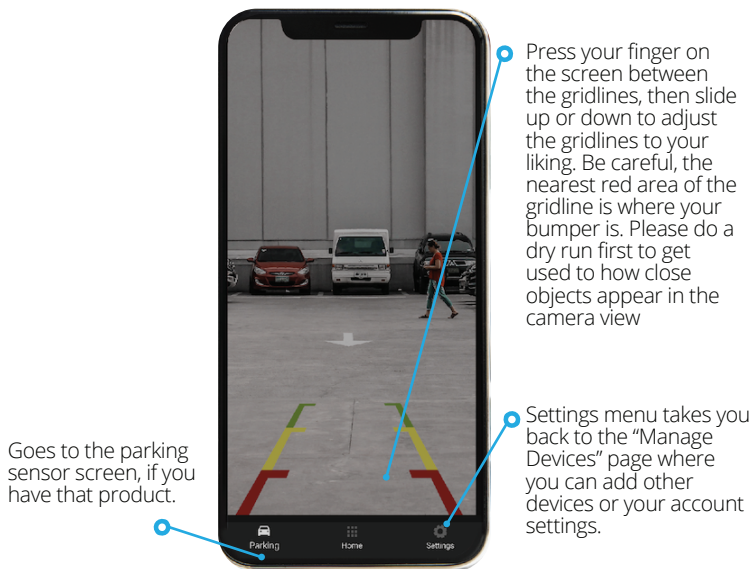 Press your finger on
the screen between
the gridlines, then slide
up or down to adjust
the gridlines to your
liking. Be careful, the
nearest red area of the
gridline is where your
bumper is. Please do a
dry run first to get
used to how close
objects appear in the
camera view
Settings menu takes you
back to the “Manage
Devices” page where
you can add other
devices or your account
settings.
Goes to the parking
sensor screen, if you
have that product.
Parking
Home
Settings